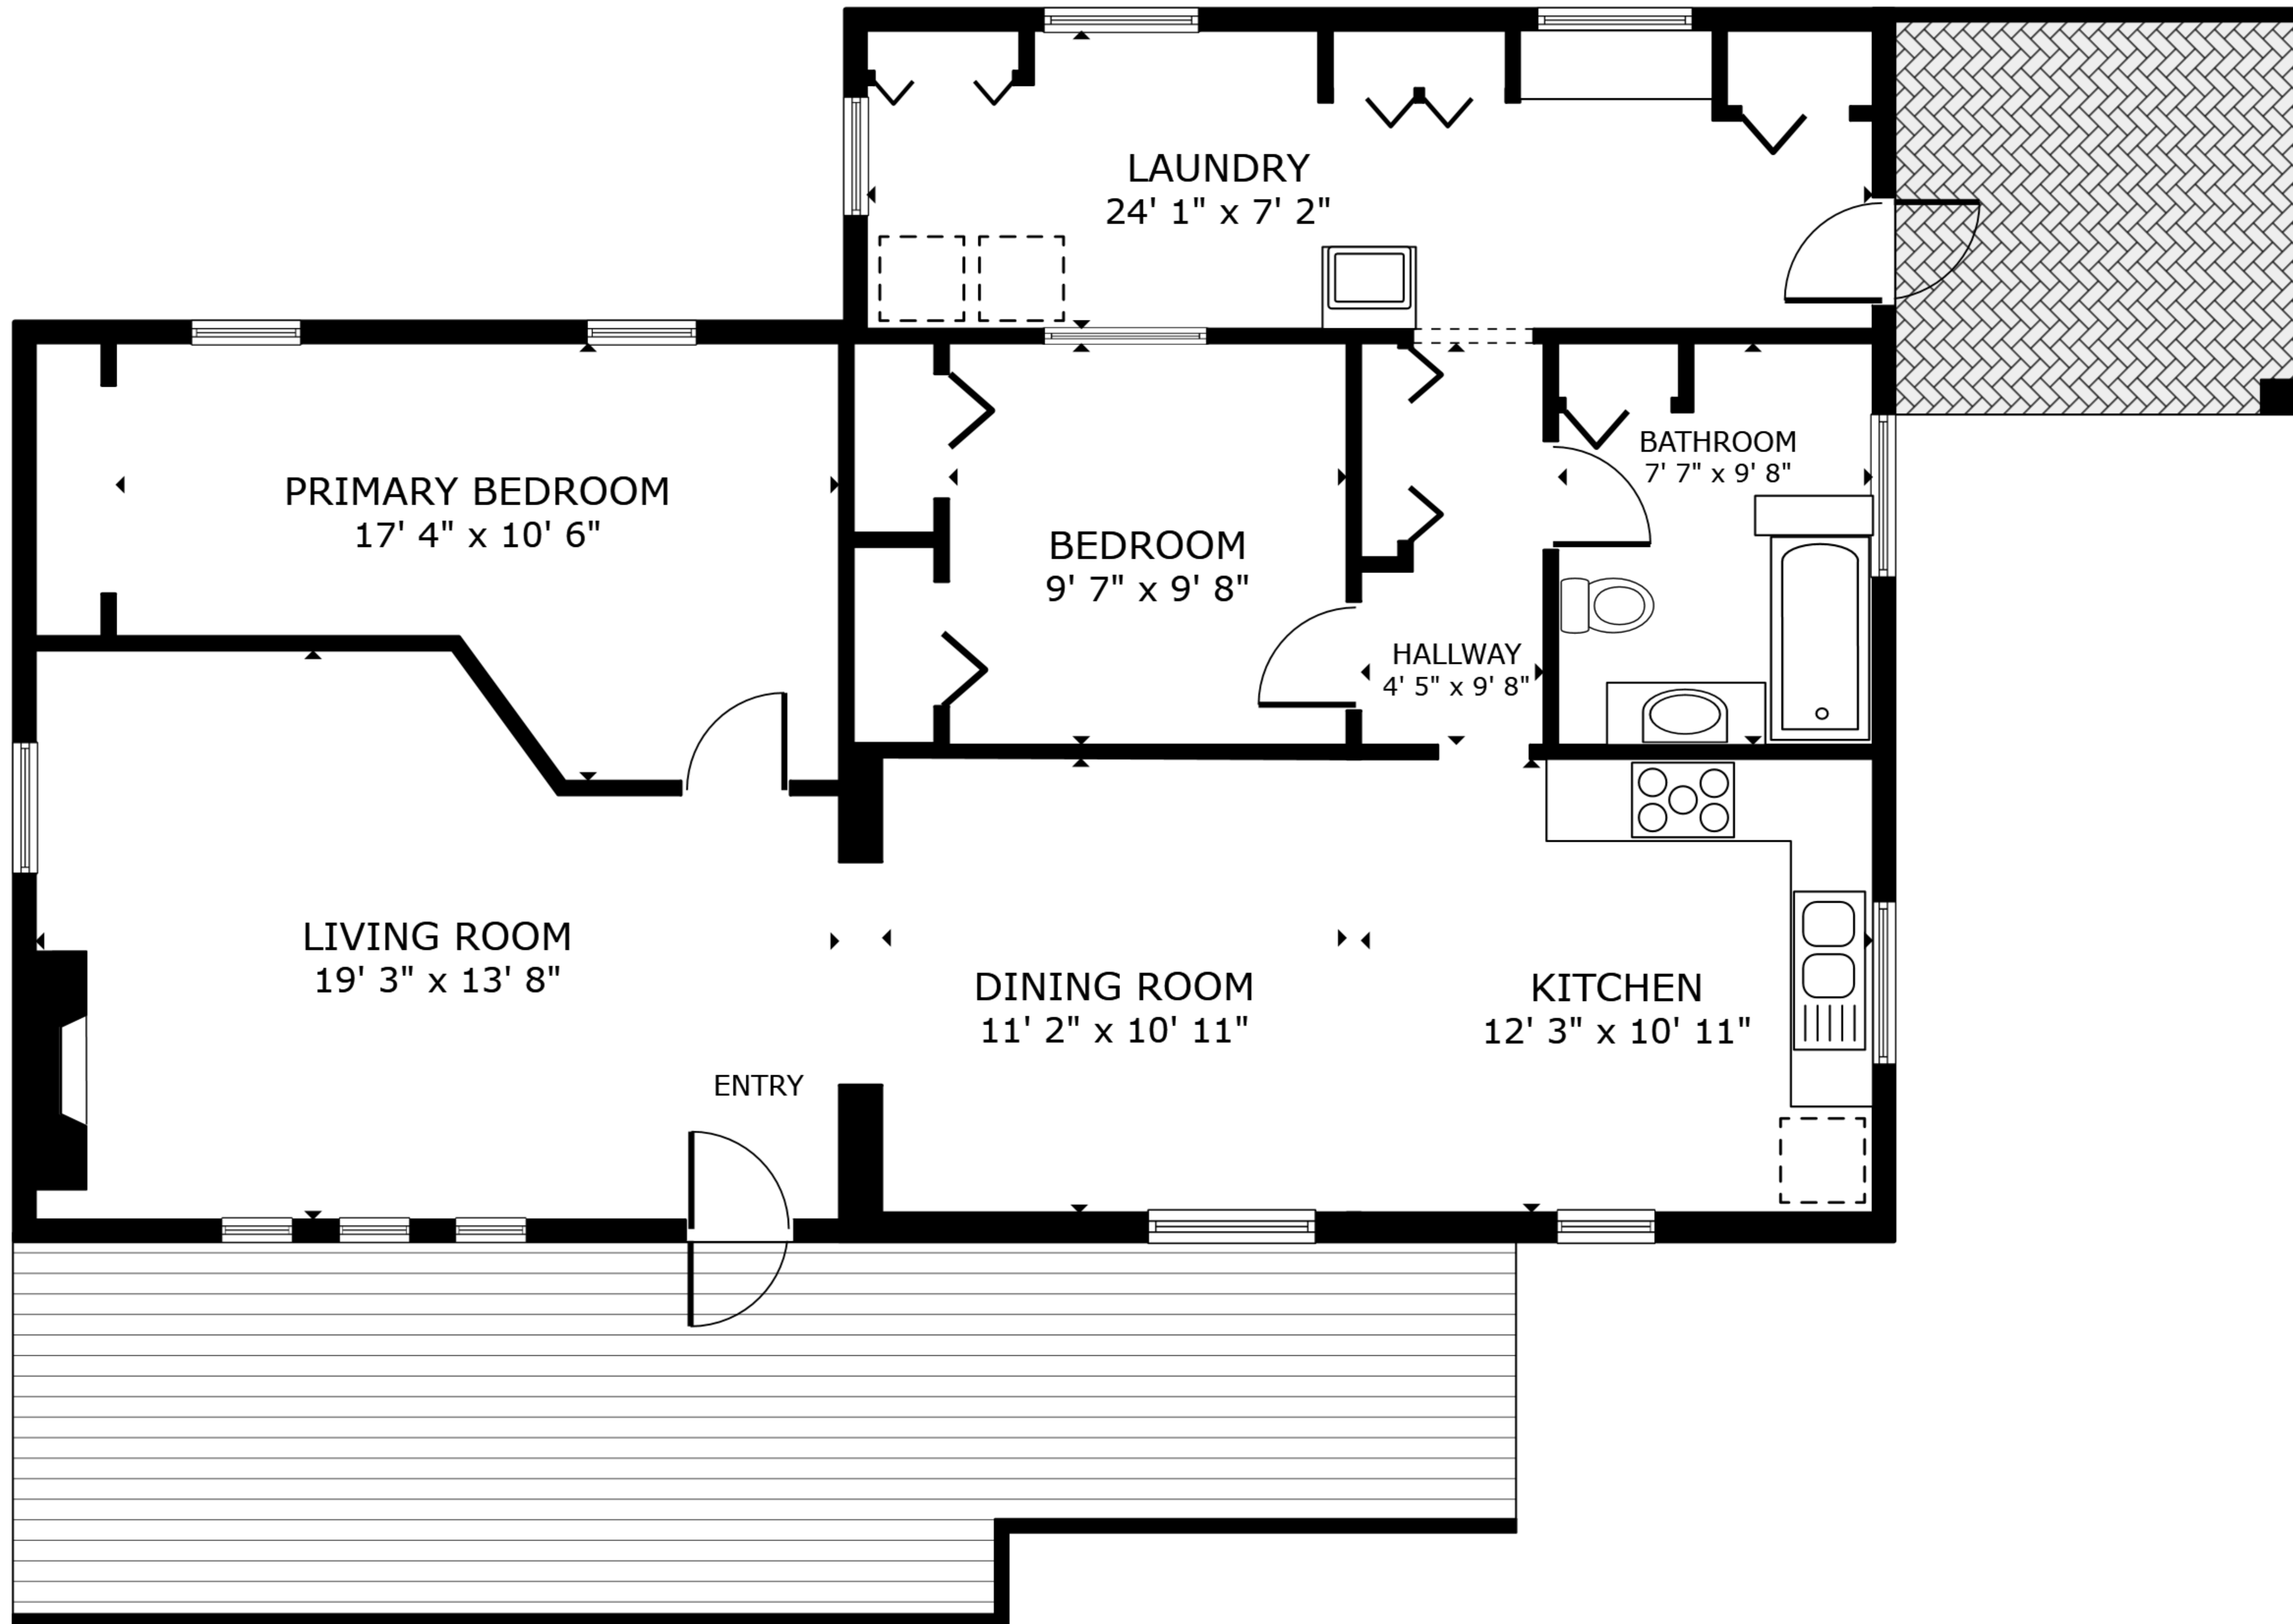 LAUNDRY
24' 1" x 7' 2"
BATHROOM
7' 7" x 9' 8"
PRIMARY BEDROOM
17' 4" x 10' 6"
BEDROOM
9' 7" x 9' 8"
HALLWAY
4' 5" x 9' 8"
LIVING ROOM
19' 3" x 13' 8"
DINING ROOM
11' 2" x 10' 11"
KITCHEN
12' 3" x 10' 11"
ENTRY